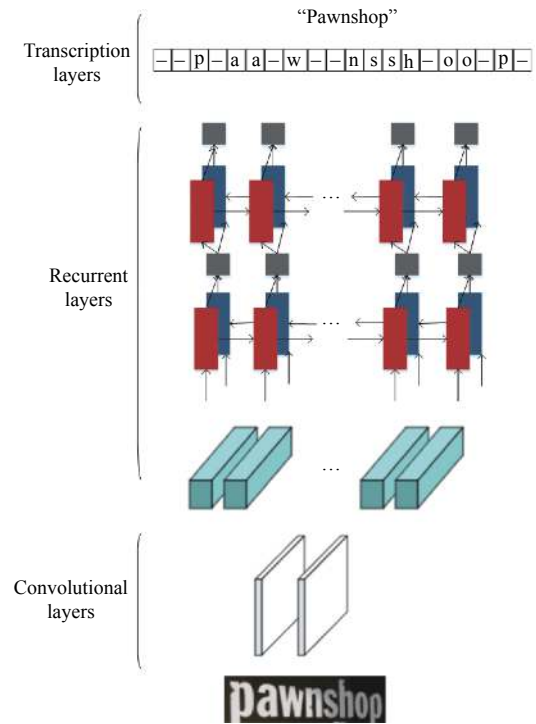 “Pawnshop”
Transcription
layers
– – p – a a – w – – n s s h – o o – p –
...
Recurrent
layers
...
...
Convolutional
layers
pawnshop